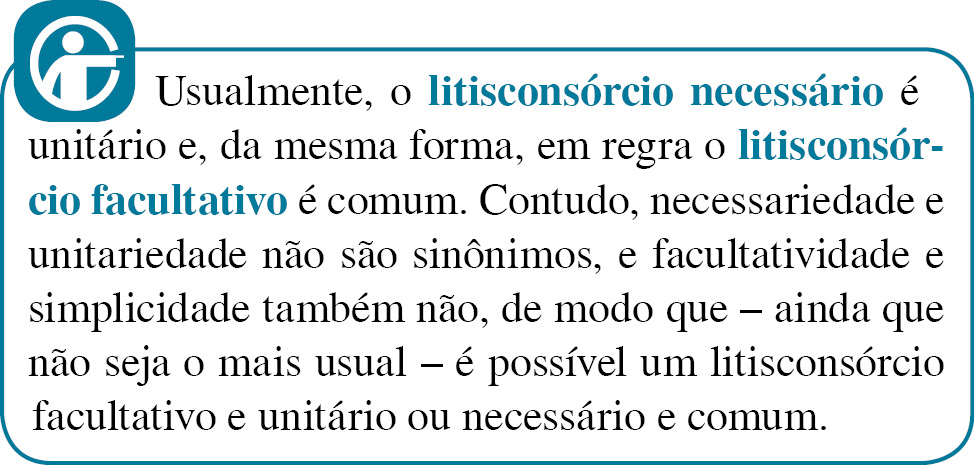 Usualmente, o litisconsórcio necessário é
unitário e, da mesma forma, em regra o litisconsór-
cio facultativo é comum. Contudo, necessariedade e
unitariedade não são sinônimos, e facultatividade e
simplicidade também não, de modo que – ainda que
não seja o mais usual – é possível um litisconsórcio
facultativo e unitário ou necessário e comum.